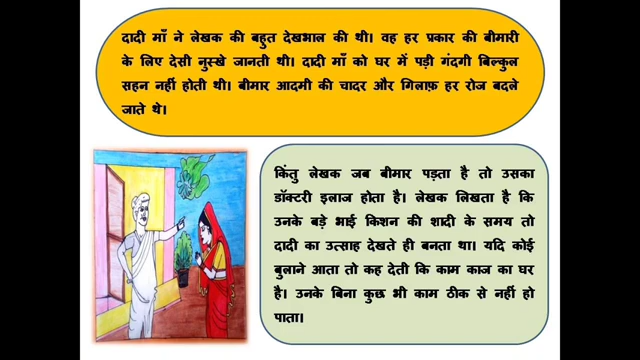 दादी माँ ने लेखक की बहुत देखभाल की थी। वह हर प्रकार की बीमारी
के लिए देसी नुस्खे जानती थी। दादी माँ को घर में पड़ी गंदगी बिल्कुल
सहन नहीं होती थी। बीमार आदमी की चादर और गिलाफ़ हर रोज बदले
जाते थे।
किंतु लेखक जब बीमार पड़ता है तो उसका
डॉक्टरी इलाज होता है। लेखक लिखता है कि
उनके बड़े भाई किशन की शादी के समय तो
दादी का उत्साह देखते ही बनता था। यदि कोई
बुलाने आता तो कह देती कि काम काज का घर
है। उनके बिना कुछ भी काम ठीक से नहीं हो
पाता।